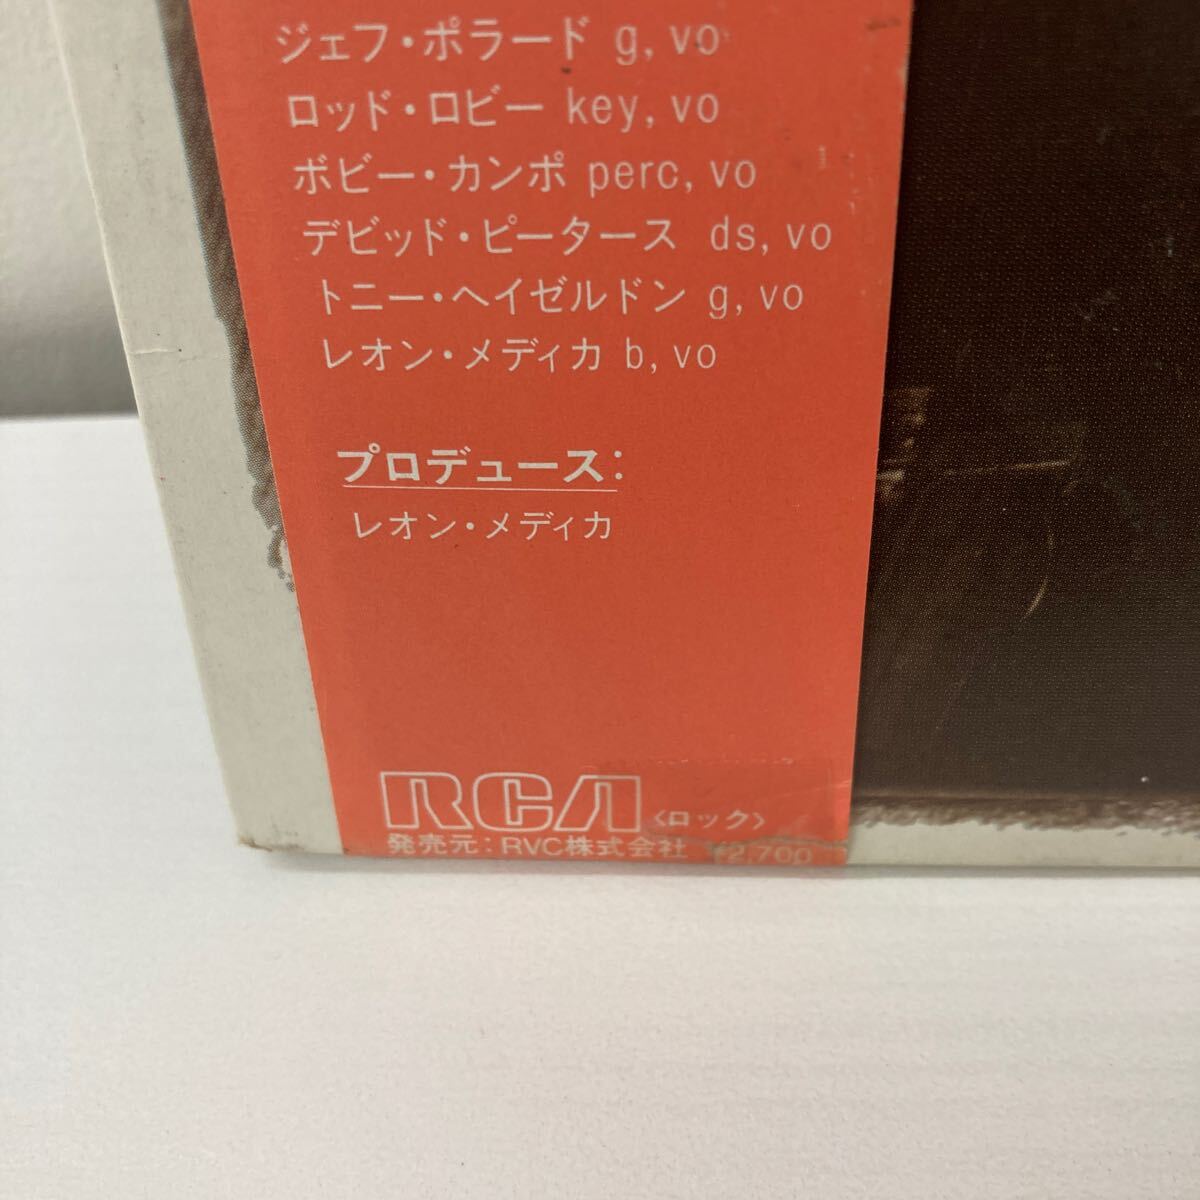 ジェフ・ポラード g, vo
ロッド・ロビー key, vo
ボビー・カンポ perc, vo
デビッド・ピータース ds, vo
トニー・ヘイゼルドン g, vo
レオン・メディカ b, vo
プロデュース:
レオン・メディカ
RCA 〈ロック〉
発売元: RVC株式会社 ¥2,700